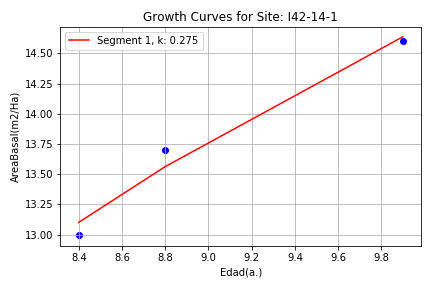 Growth Curves for Site: I42-14-1
Segment 1, k: 0.275
AreaBasal(m2/Ha)
14.50
14.25
14.00
13.75
13.50
13.25
13.00
8.4 8.6 8.8 9.0 9.2 9.4 9.6 9.8
Edad(a.)